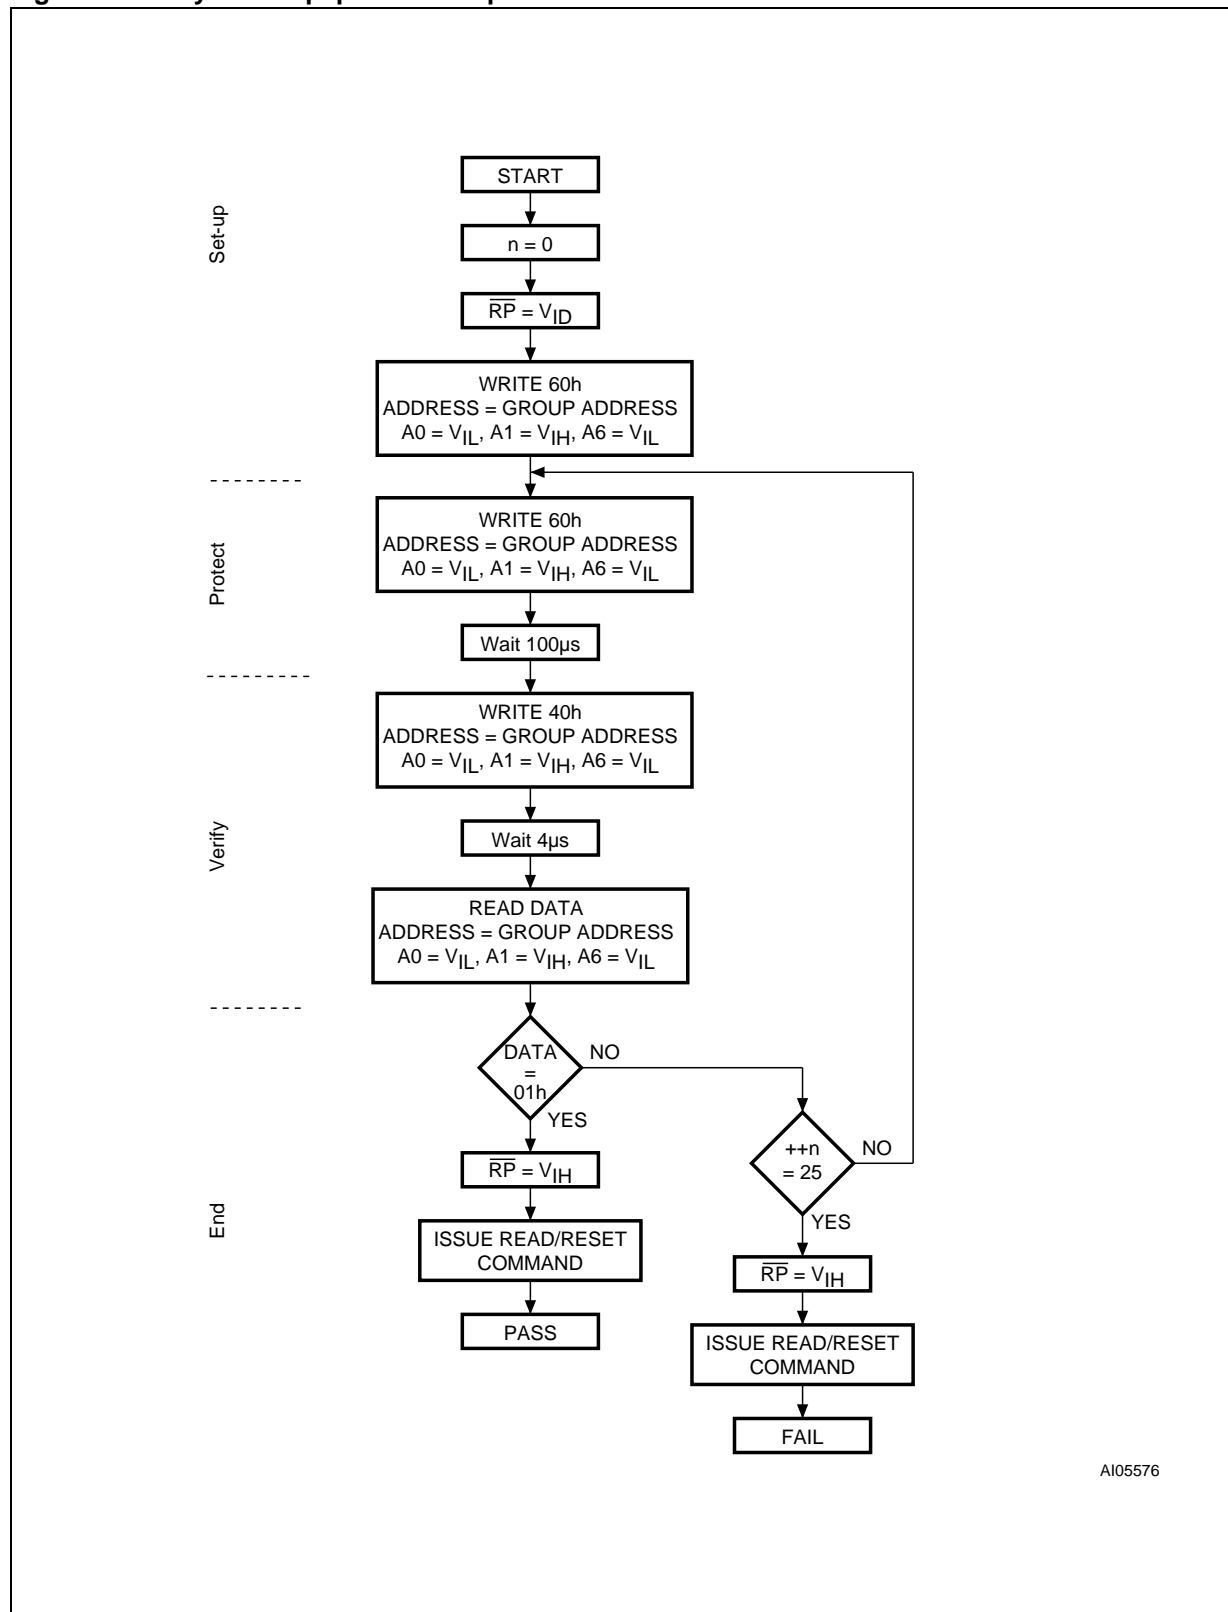 START
Set-up
n = 0
RP = VID
WRITE 60h
ADDRESS = GROUP ADDRESS
A0 = VIL, A1 = VIH, A6 = VIL
WRITE 60h
ADDRESS = GROUP ADDRESS
A0 = VIL, A1 = VIH, A6 = VIL
Protect
Wait 100µs
WRITE 40h
ADDRESS = GROUP ADDRESS
A0 = VIL, A1 = VIH, A6 = VIL
Verify
Wait 4µs
READ DATA
ADDRESS = GROUP ADDRESS
A0 = VIL, A1 = VIH, A6 = VIL
DATA
=
01h
NO
YES
++n
= 25
NO
YES
End
RP = VIH
ISSUE READ/RESET
COMMAND
PASS
RP = VIH
ISSUE READ/RESET
COMMAND
FAIL
AI05576